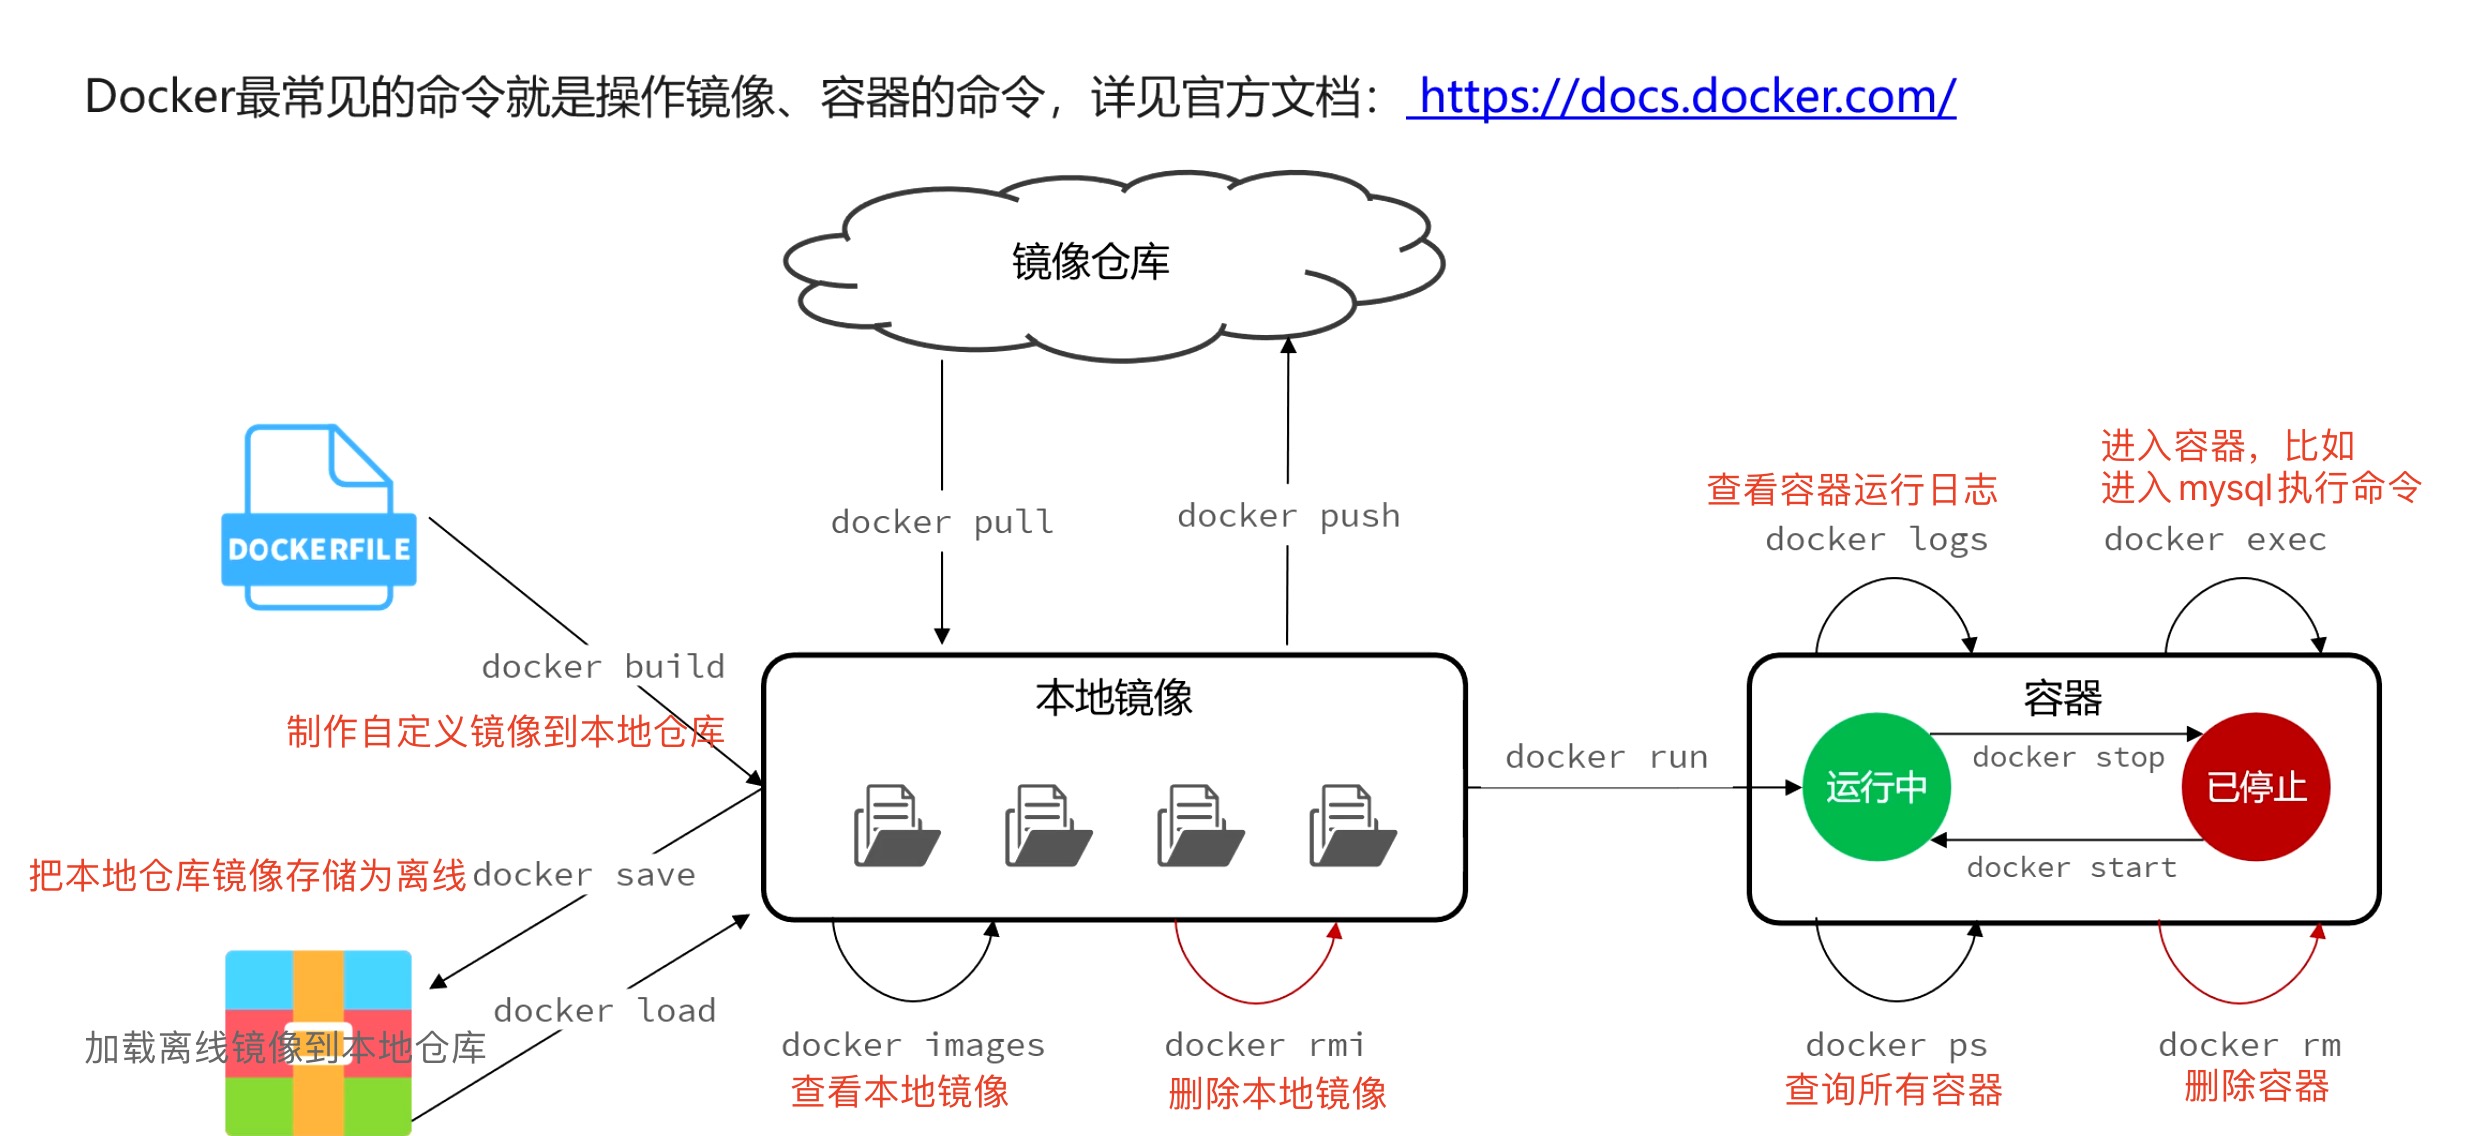 Docker最常见的命令就是操作镜像、容器的命令，详见官方文档： https://docs.docker.com/
镜像仓库
DOCKERFILE
docker pull
docker push
查看容器运行日志
docker logs
进入容器，比如
进入mysql执行命令
docker exec
docker build
制作自定义镜像到本地仓库
本地镜像
docker run
容器
运行中
docker stop
已停止
docker start
把本地仓库镜像存储为离线
docker save
docker load
加载离线镜像到本地仓库
docker images
查看本地镜像
docker rmi
删除本地镜像
docker ps
查询所有容器
docker rm
删除容器